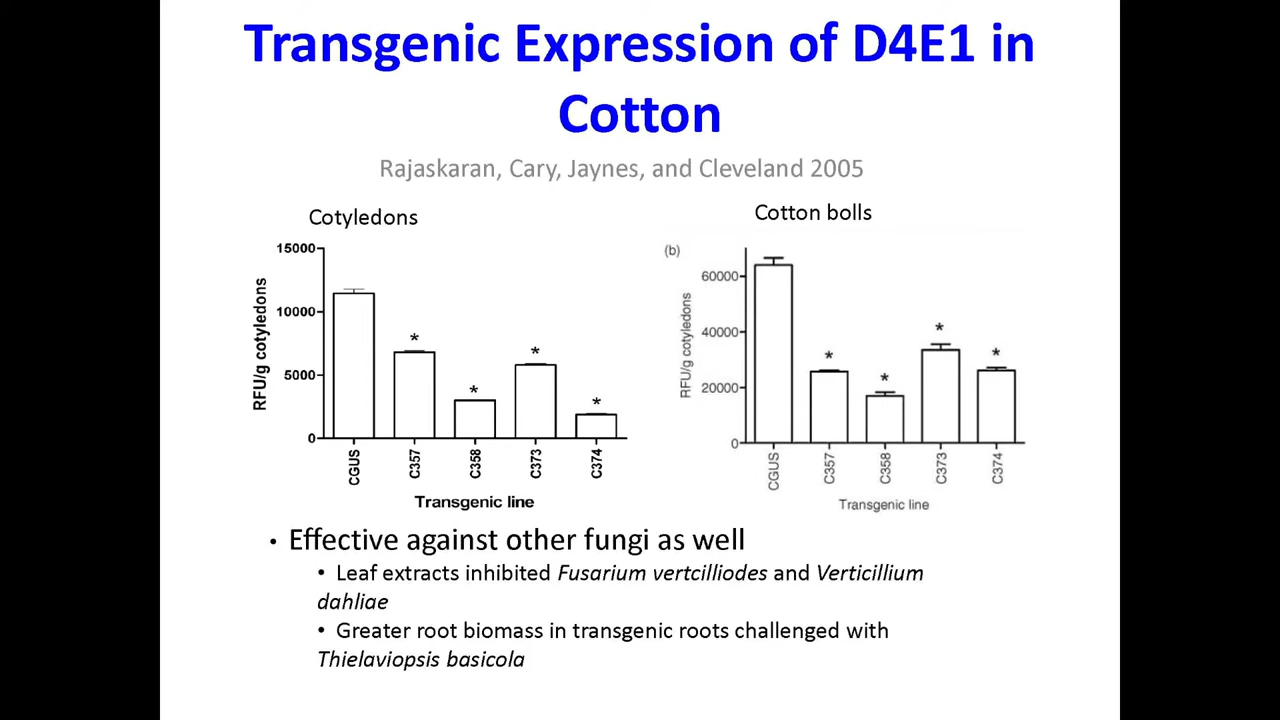 Transgenic Expression of D4E1 in
Cotton
Rajaskaran, Cary, Jaynes, and Cleveland 2005
Cotyledons
15000
10000
5000
0
RFU/g cotyledons
* * * *
CGUS C357 C358 C373 C374
Transgenic line
Cotton bolls
(b)
60000
40000
20000
0
RFU/g cotyledons
* * * *
CGUS C357 C358 C373 C374
Transgenic line
• Effective against other fungi as well
• Leaf extracts inhibited Fusarium vertcilliodes and Verticillium
dahliae
• Greater root biomass in transgenic roots challenged with
Thielaviopsis basicola